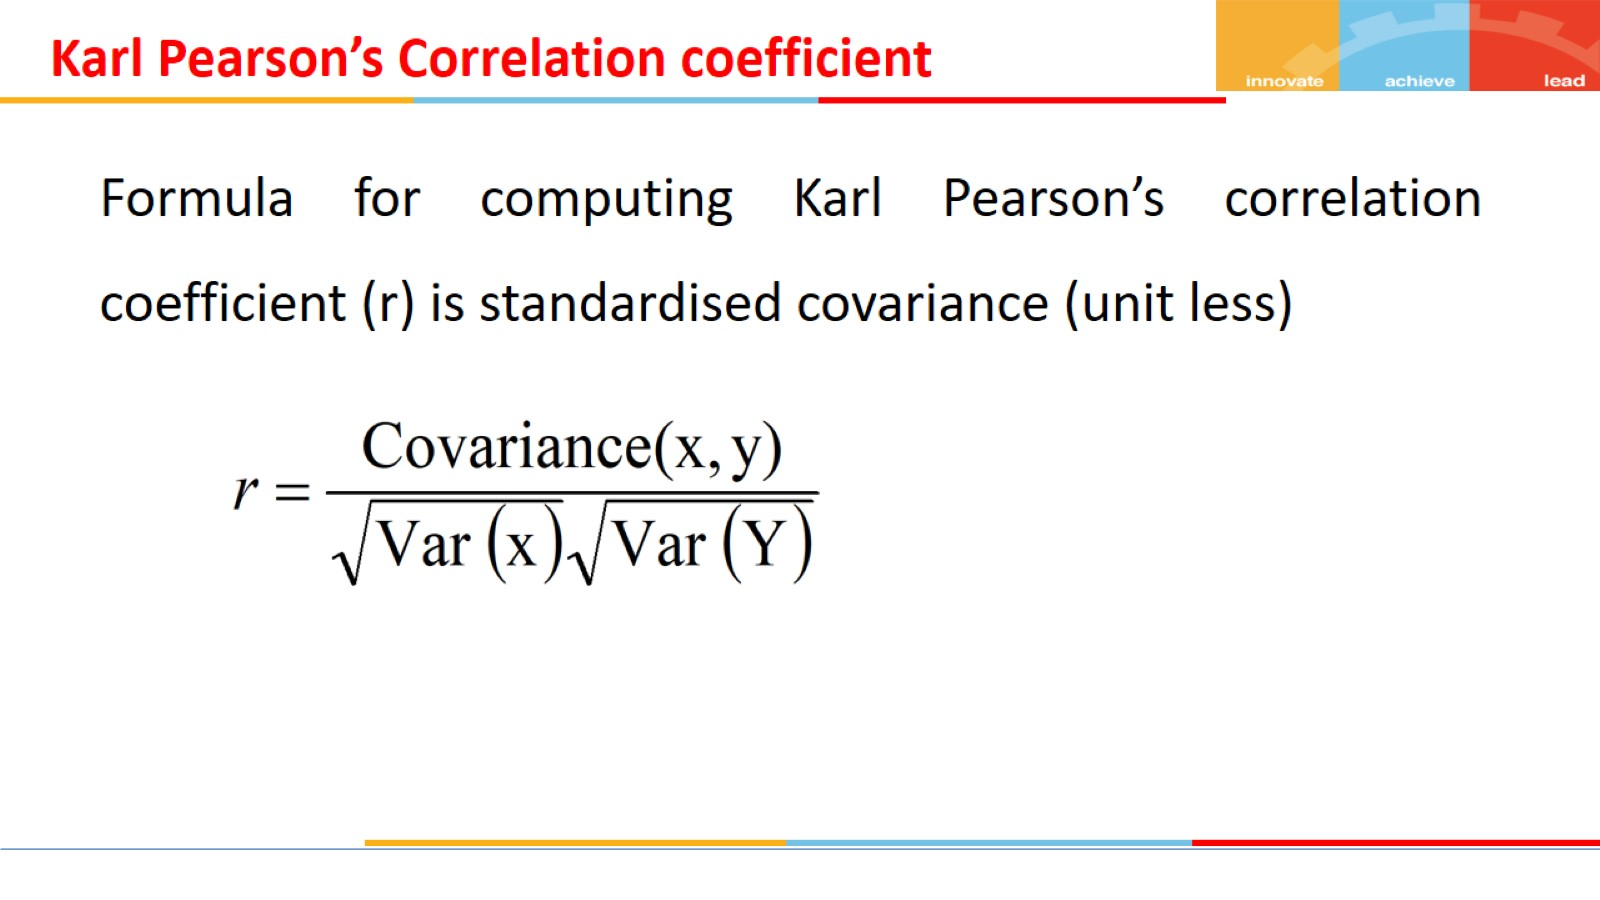 Karl Pearson’s Correlation coefficient
innovate achieve lead
Formula for computing Karl Pearson’s correlation
coefficient (r) is standardised covariance (unit less)
r = Covariance(x, y) / √Var (x) √Var (Y)